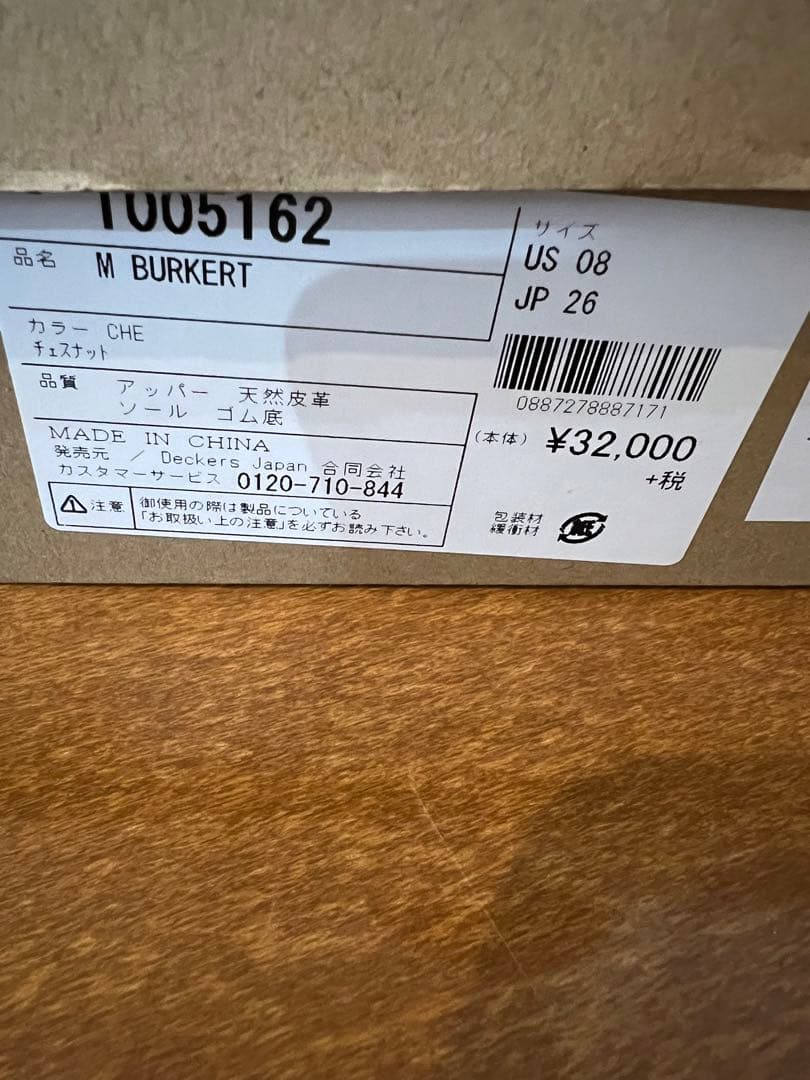 1005162
品名 M BURKERT
カラー CHE
チェスナット
品質 アッパー 天然皮革
ソール ゴム底
MADE IN CHINA
発売元 / Deckers Japan 合同会社
カスタマーサービス 0120-710-844
注意 御使用の際は製品についている
「お取扱い上の注意」を必ずお読み下さい。
サイズ
US 08
JP 26
0887278887171
(本体) ¥32,000
+税
包装材
緩衝材
紙